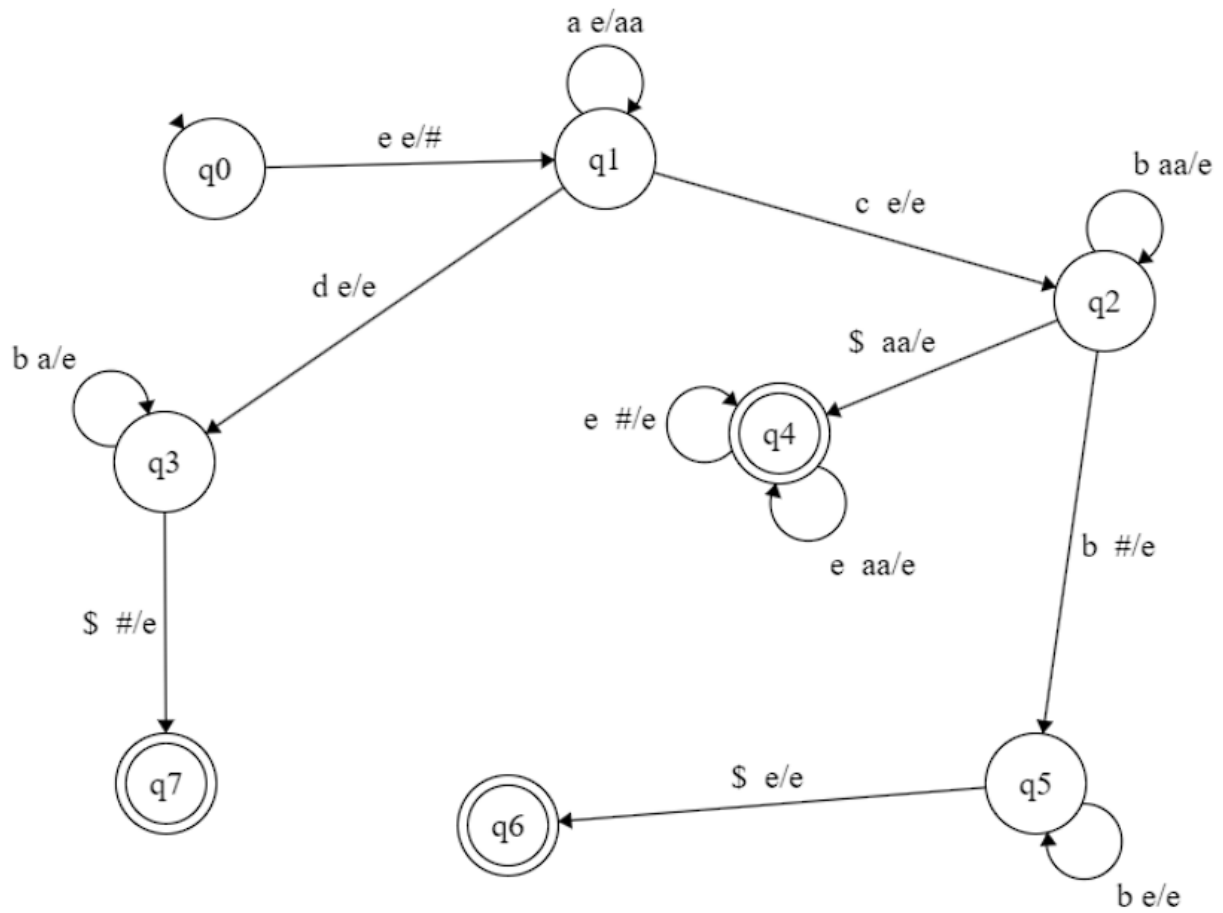 a e/aa
e e/#
q0
q1
b aa/e
c  e/e
d e/e
q2
$  aa/e
b a/e
e  #/e
q4
q3
b  #/e
e  aa/e
$  #/e
$  e/e
q5
q7
q6
b e/e